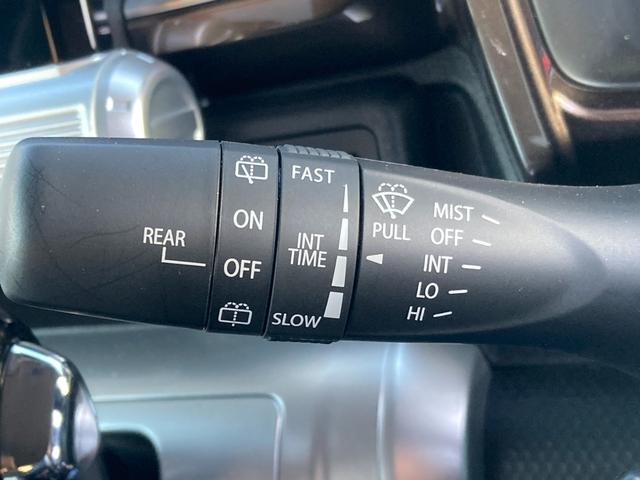 REAR
ON
OFF
FAST
INT
TIME
SLOW
PULL
MIST
OFF
INT
LO
HI